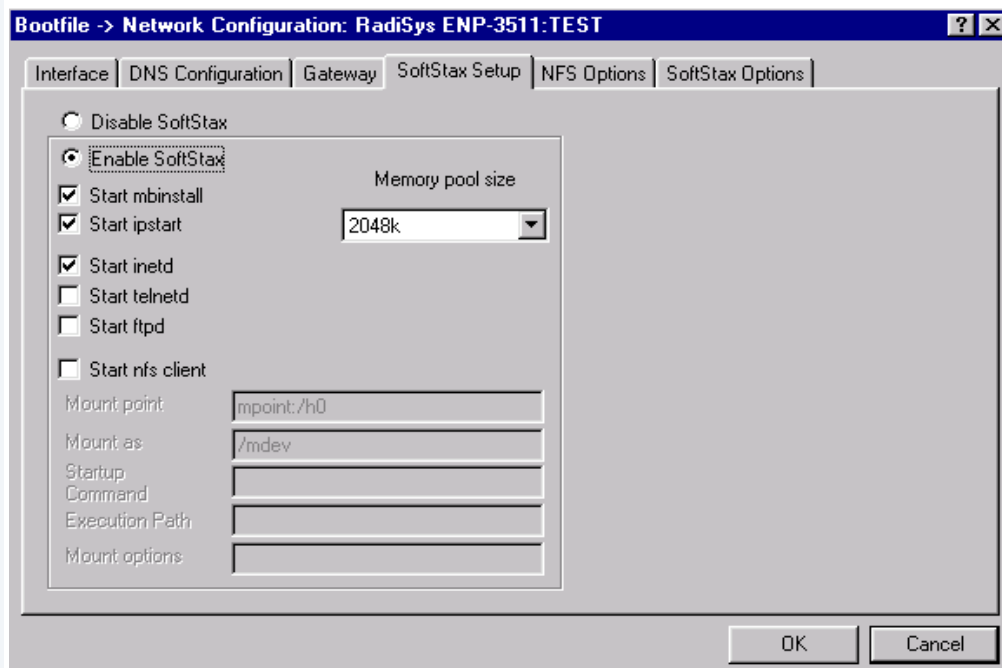 Bootfile -> Network Configuration: RadiSys ENP-3511:TEST
Interface DNS Configuration Gateway SoftStax Setup NFS Options SoftStax Options
Disable SoftStax
Enable SoftStax
Memory pool size
Start mbinstall
Start ipstart
2048k
Start inetd
Start telnetd
Start ftpd
Start nfs client
Mount point mpoint:/h0
Mount as /mdev
Startup
Command
Execution Path
Mount options
OK Cancel